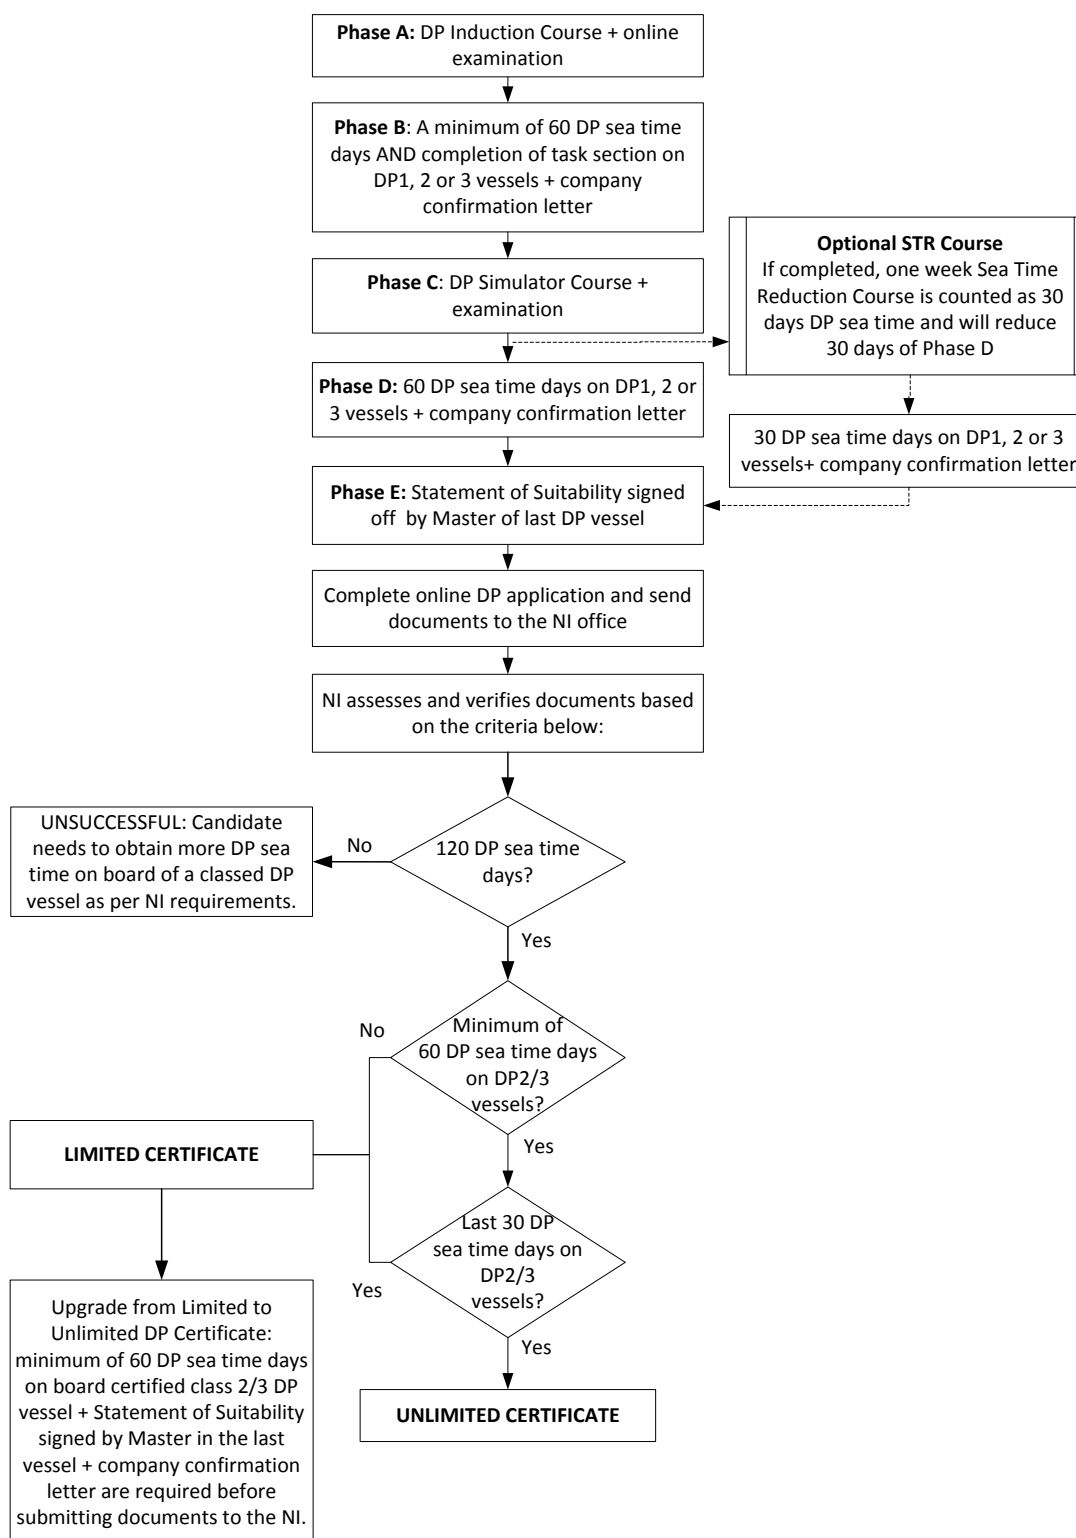 Phase A: DP Induction Course + online
examination
Phase B: A minimum of 60 DP sea time
days AND completion of task section on
DP1, 2 or 3 vessels + company
confirmation letter
Optional STR Course
If completed, one week Sea Time
Reduction Course is counted as 30
days DP sea time and will reduce
30 days of Phase D
Phase C: DP Simulator Course +
examination
Phase D: 60 DP sea time days on DP1, 2 or
3 vessels + company confirmation letter
30 DP sea time days on DP1, 2 or 3
vessels+ company confirmation letter
Phase E: Statement of Suitability signed
off by Master of last DP vessel
Complete online DP application and send
documents to the NI office
NI assesses and verifies documents based
on the criteria below:
120 DP sea time
days?
No
UNSUCCESSFUL: Candidate
needs to obtain more DP sea
time on board of a classed DP
vessel as per NI requirements.
Yes
Minimum of
60 DP sea time days
on DP2/3
vessels?
No
Yes
LIMITED CERTIFICATE
Last 30 DP
sea time days on
DP2/3
vessels?
Yes
Yes
Upgrade from Limited to
Unlimited DP Certificate:
minimum of 60 DP sea time days
on board certified class 2/3 DP
vessel + Statement of Suitability
signed by Master in the last
vessel + company confirmation
letter are required before
submitting documents to the NI.
UNLIMITED CERTIFICATE